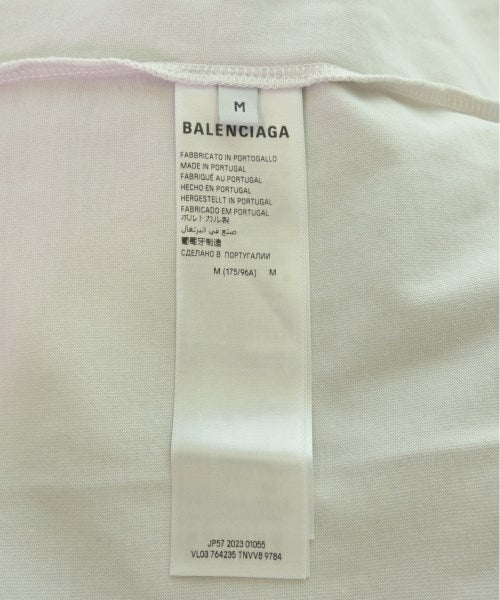 M
BALENCIAGA
FABBRICATO IN PORTOGALLO
MADE IN PORTUGAL
FABRIQUÉ AU PORTUGAL
HECHO EN PORTUGAL
HERGESTELLT IN PORTUGAL
FABRICADO EM PORTUGAL
ポルトガル製
صنع في البرتغال
葡萄牙制造
СДЕЛАНО В ПОРТУГАЛИИ
M (175/96A) M
JP57 2023 01055
VL03 764235 TNVV8 9784